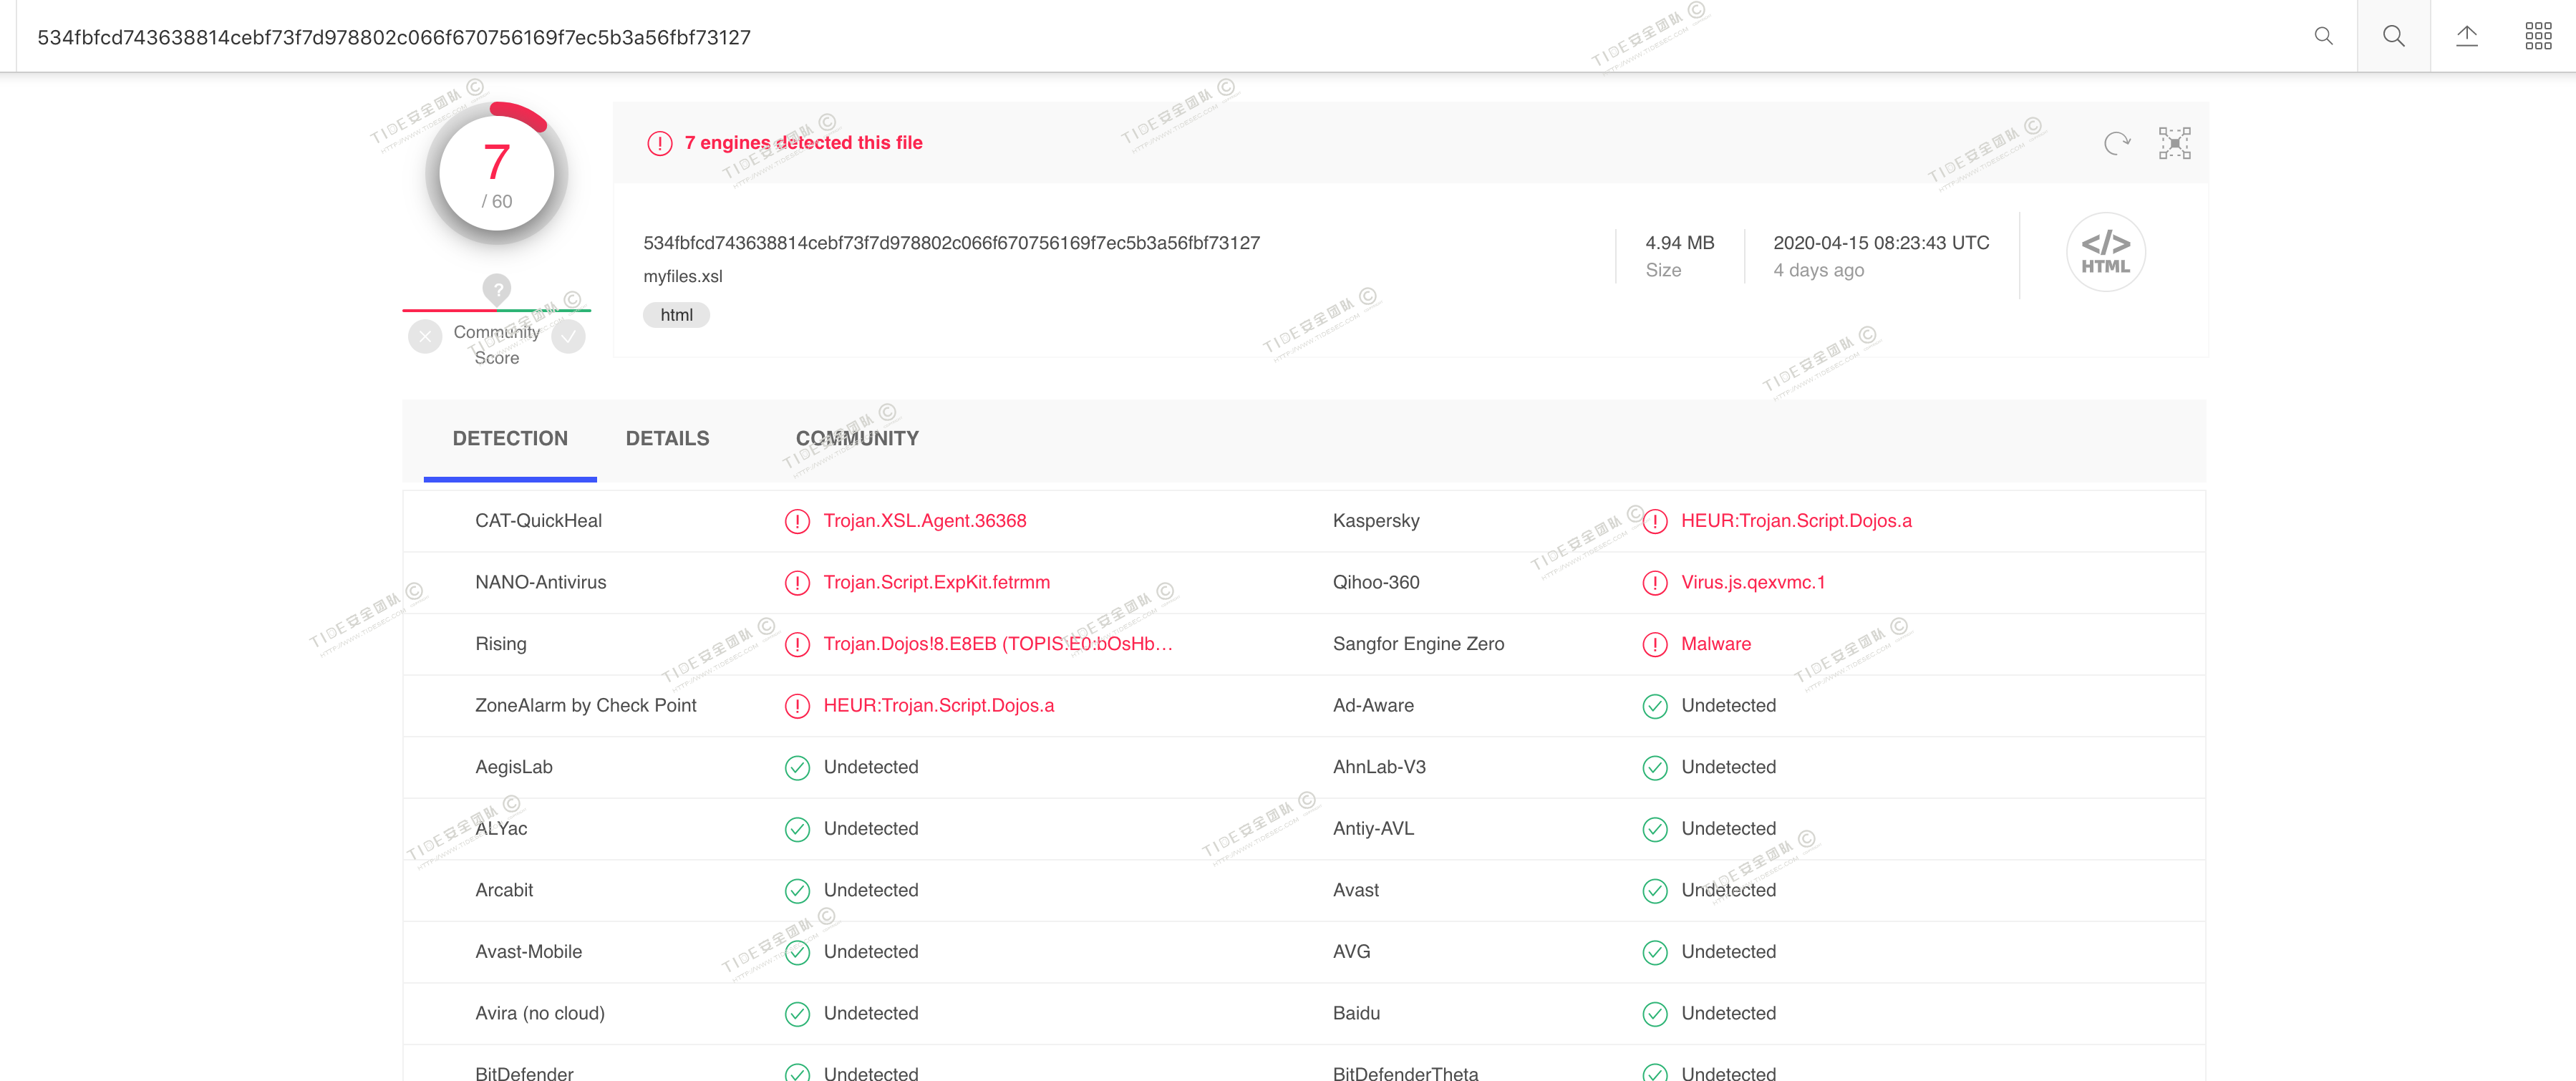 534fbfcd743638814cebf73f7d978802c066f670756169f7ec5b3a56fbf73127
7
/ 60
?
Community
Score
7 engines detected this file
534fbfcd743638814cebf73f7d978802c066f670756169f7ec5b3a56fbf73127
myfiles.xsl
html
4.94 MB
Size
2020-04-15 08:23:43 UTC
4 days ago
</>
HTML
DETECTION DETAILS COMMUNITY
CAT-QuickHeal Trojan.XSL.Agent.36368 Kaspersky HEUR:Trojan.Script.Dojos.a
NANO-Antivirus Trojan.Script.ExpKit.fetrmm Qihoo-360 Virus.js.qexvmc.1
Rising Trojan.Dojos!8.E8EB (TOPIS:E0:bOsHb... Sangfor Engine Zero Malware
ZoneAlarm by Check Point HEUR:Trojan.Script.Dojos.a Ad-Aware Undetected
AegisLab Undetected AhnLab-V3 Undetected
ALYac Undetected Antiy-AVL Undetected
Arcabit Undetected Avast Undetected
Avast-Mobile Undetected AVG Undetected
Avira (no cloud) Undetected Baidu Undetected
BitDefender Undetected BitDefenderTheta Undetected
TIDE安全团队 ©
HTTP://WWW.TIDESEC.COM